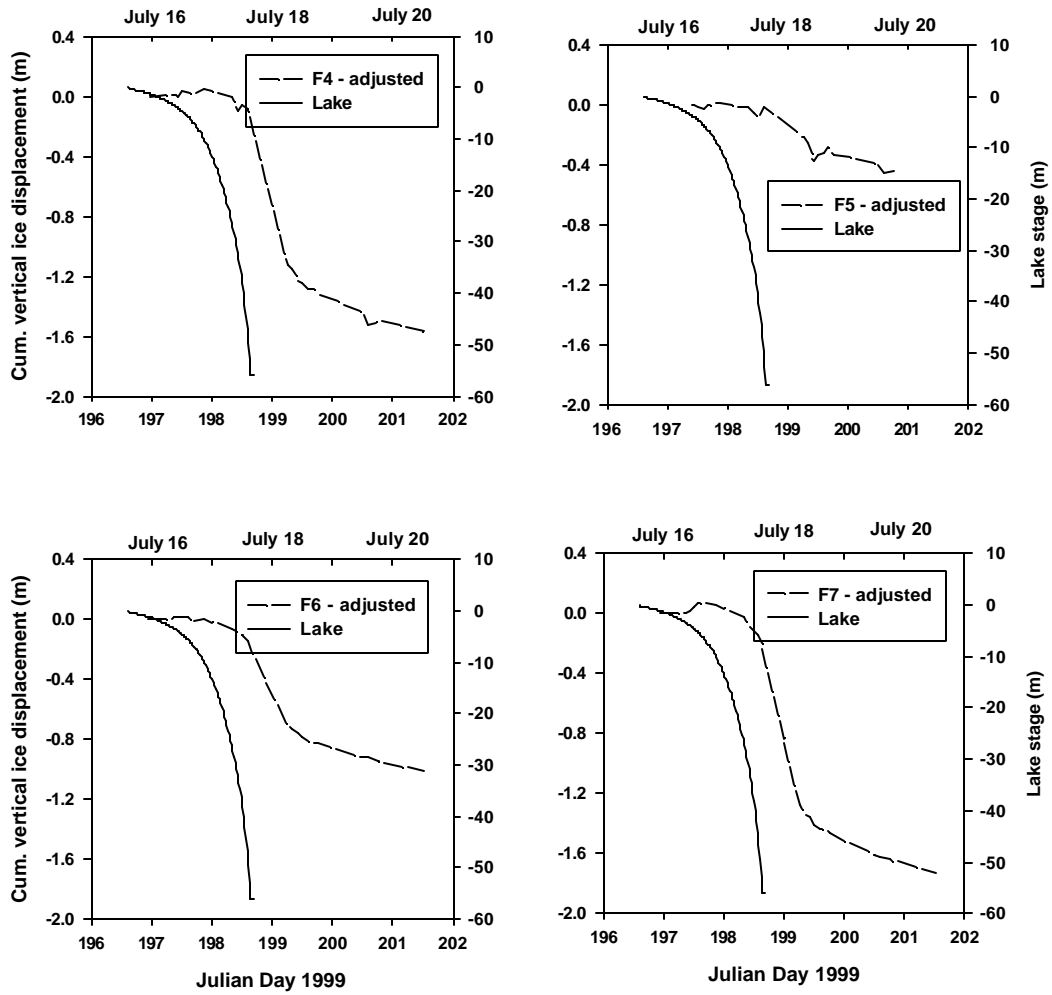 July 16 July 18 July 20
0.4 10
0.0 0
-0.4 -10
-0.8 -20
-1.2 -30
-1.6 -40
-2.0 -50
-60
196 197 198 199 200 201 202
Cum. vertical ice displacement (m)
F4 - adjusted
Lake
July 16 July 18 July 20
0.4 10
0.0 0
-0.4 -10
-0.8 -20
-1.2 -30
-1.6 -40
-2.0 -50
-60
196 197 198 199 200 201 202
Lake stage (m)
F5 - adjusted
Lake
July 16 July 18 July 20
0.4 10
0.0 0
-0.4 -10
-0.8 -20
-1.2 -30
-1.6 -40
-2.0 -50
-60
196 197 198 199 200 201 202
Cum. vertical ice displacement (m)
F6 - adjusted
Lake
Julian Day 1999
July 16 July 18 July 20
0.4 10
0.0 0
-0.4 -10
-0.8 -20
-1.2 -30
-1.6 -40
-2.0 -50
-60
196 197 198 199 200 201 202
Lake stage (m)
F7 - adjusted
Lake
Julian Day 1999